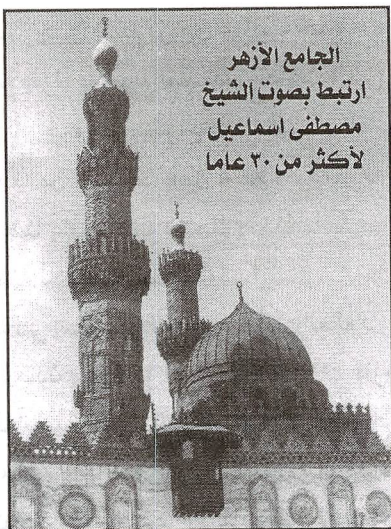 الجامع الأزهر
ارتبط بصوت الشيخ
مصطفى اسماعيل
لأكثر من ٣٠ عاما